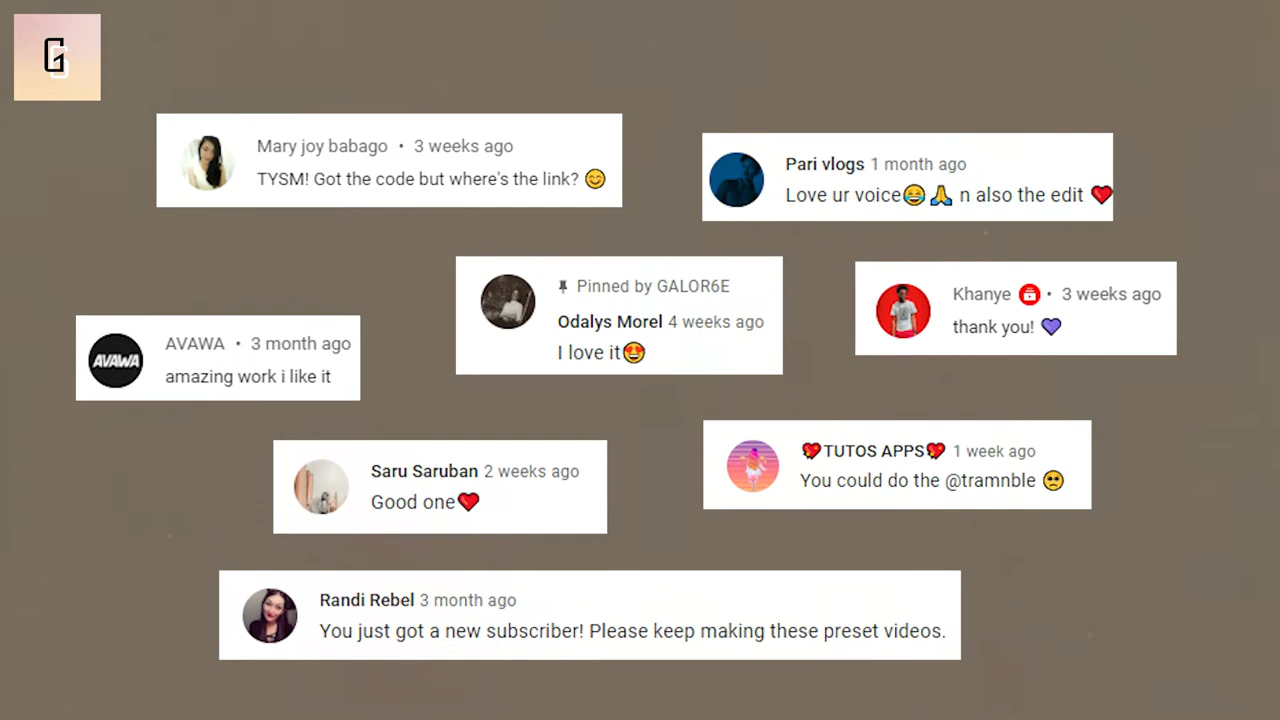 G
Mary joy babago • 3 weeks ago
TYSM! Got the code but where's the link? 😊
Pari vlogs 1 month ago
Love ur voice😂🙏 n also the edit ❤️
Pinned by GALOR6E
Odalys Morel 4 weeks ago
I love it😍
Khanye • 3 weeks ago
thank you! 💜
AVAWA
AVAWA • 3 month ago
amazing work i like it
Saru Saruban 2 weeks ago
Good one❤️
💖TUTOS APPS💖 1 week ago
You could do the @tramnble 🥺
Randi Rebel 3 month ago
You just got a new subscriber! Please keep making these preset videos.